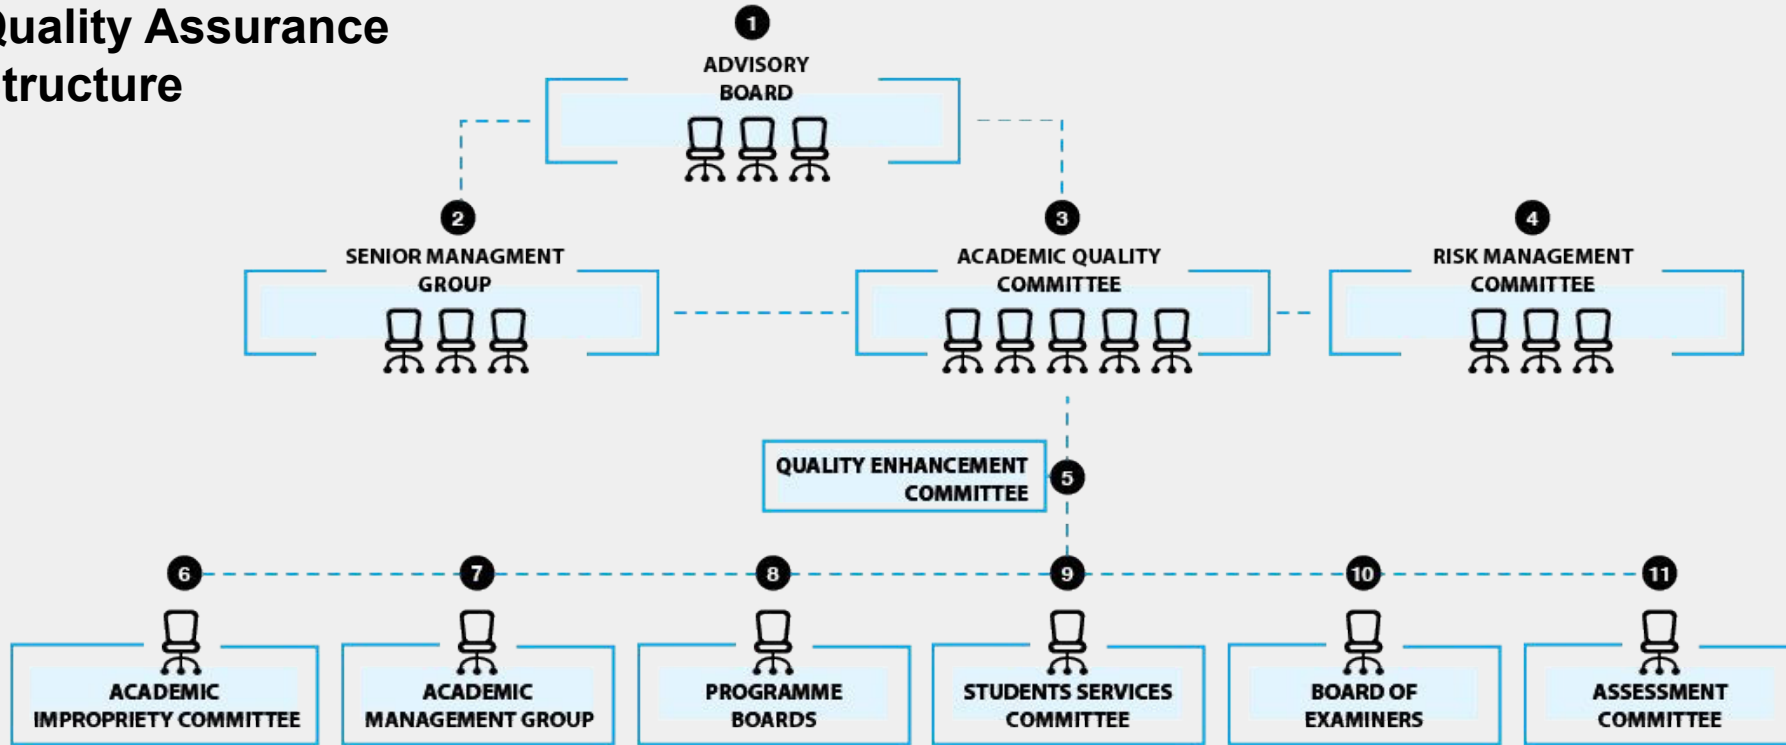 Quality Assurance
tructure
1
ADVISORY
BOARD
2
SENIOR MANAGMENT
GROUP
3
ACADEMIC QUALITY
COMMITTEE
4
RISK MANAGEMENT
COMMITTEE
QUALITY ENHANCEMENT
COMMITTEE
5
6
ACADEMIC
IMPROPRIETY COMMITTEE
7
ACADEMIC
MANAGEMENT GROUP
8
PROGRAMME
BOARDS
9
STUDENTS SERVICES
COMMITTEE
10
BOARD OF
EXAMINERS
11
ASSESSMENT
COMMITTEE